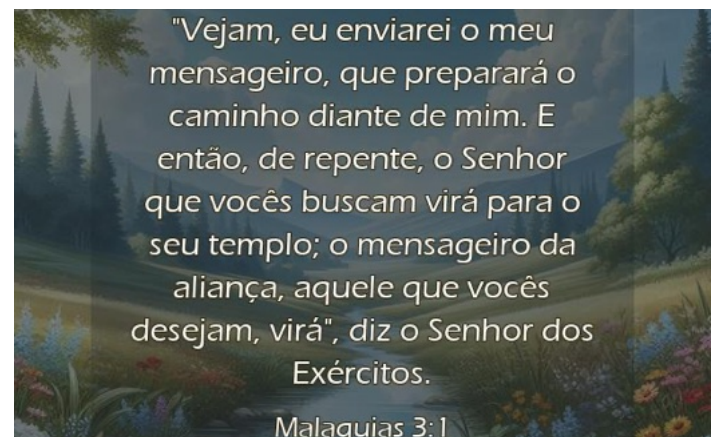 "Vejam, eu enviarei o meu
mensageiro, que preparará o
caminho diante de mim. E
então, de repente, o Senhor
que vocês buscam virá para o
seu templo; o mensageiro da
aliança, aquele que vocês
desejam, virá", diz o Senhor dos
Exércitos.
Malaquias 3:1